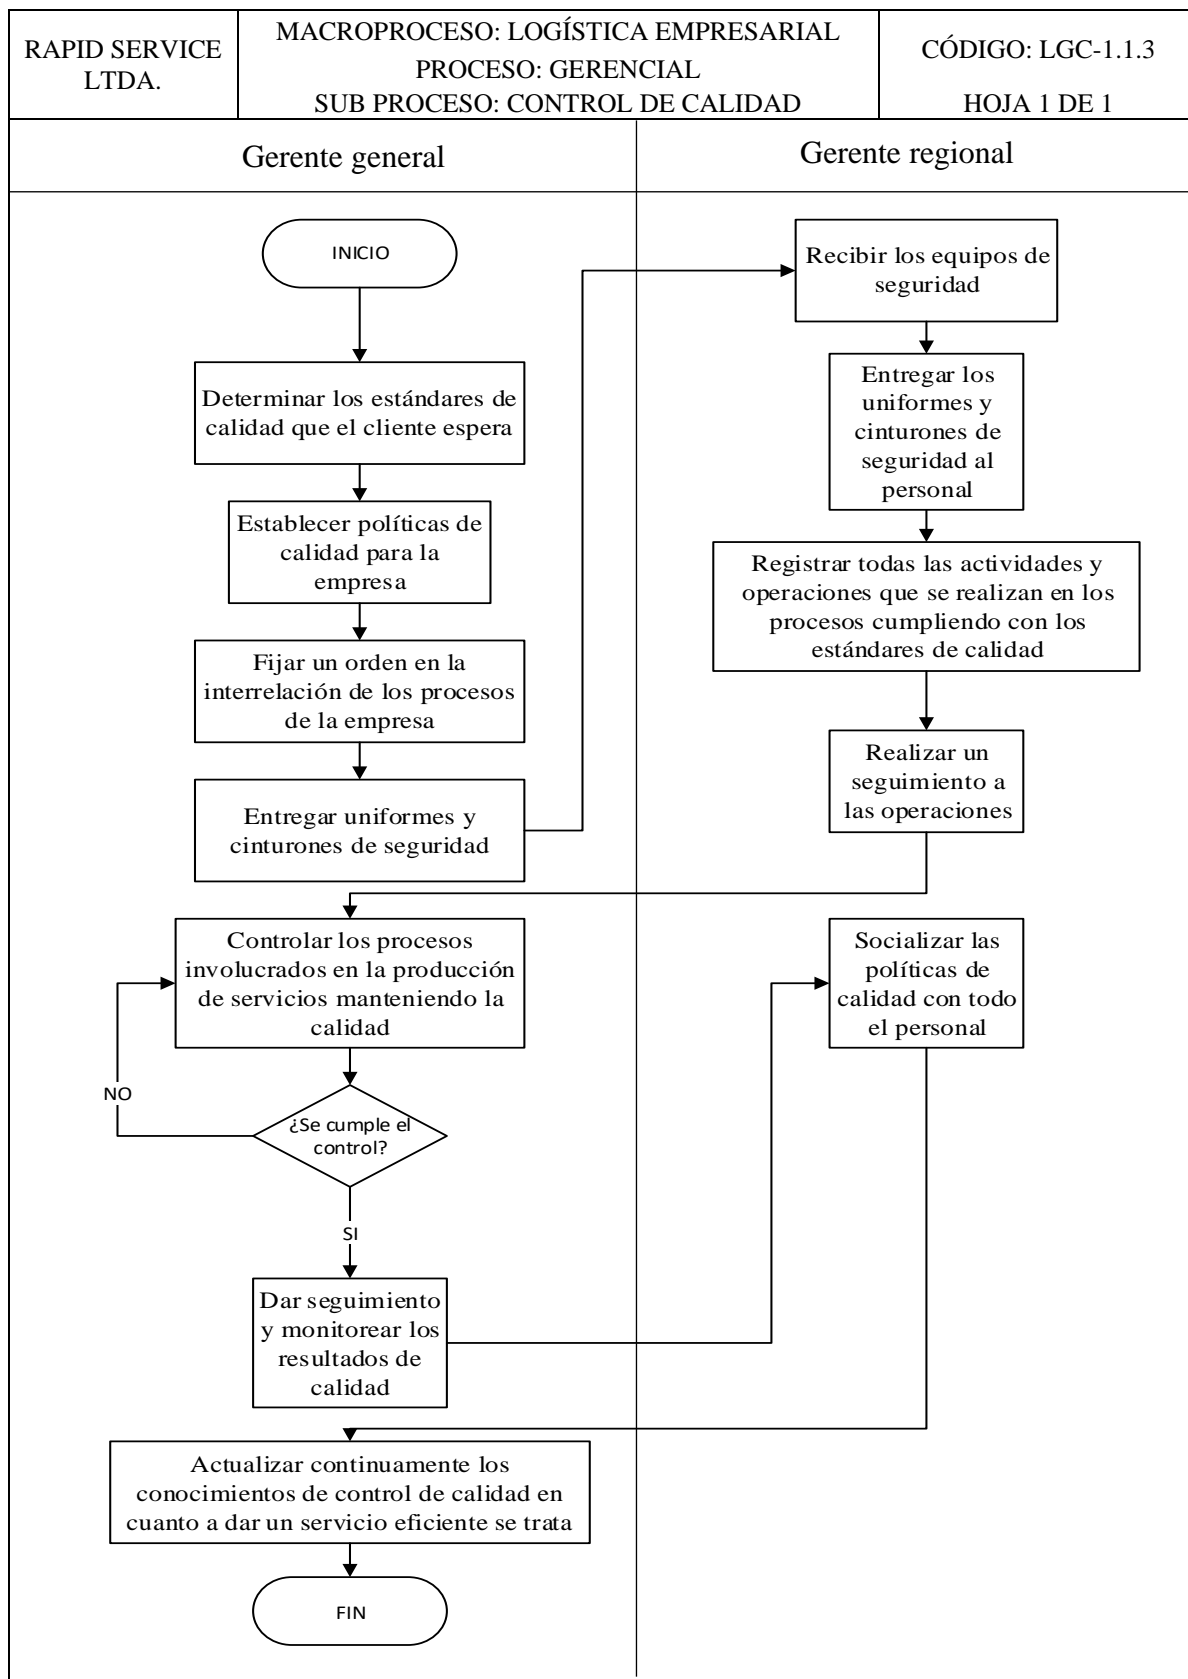 RAPID SERVICE
LTDA.
MACROPROCESO: LOGÍSTICA EMPRESARIAL
PROCESO: GERENCIAL
SUB PROCESO: CONTROL DE CALIDAD
CÓDIGO: LGC-1.1.3
HOJA 1 DE 1
Gerente general
Gerente regional
INICIO
Determinar los estándares de
calidad que el cliente espera
Establecer políticas de
calidad para la
empresa
Fijar un orden en la
interrelación de los procesos
de la empresa
Entregar uniformes y
cinturones de seguridad
Recibir los equipos de
seguridad
Entregar los
uniformes y
cinturones de
seguridad al
personal
Registrar todas las actividades y
operaciones que se realizan en los
procesos cumpliendo con los
estándares de calidad
Realizar un
seguimiento a
las operaciones
Controlar los procesos
involucrados en la producción
de servicios manteniendo la
calidad
NO
¿Se cumple el
control?
SI
Dar seguimiento
y monitorear los
resultados de
calidad
Socializar las
políticas de
calidad con todo
el personal
Actualizar continuamente los
conocimientos de control de calidad en
cuanto a dar un servicio eficiente se trata
FIN